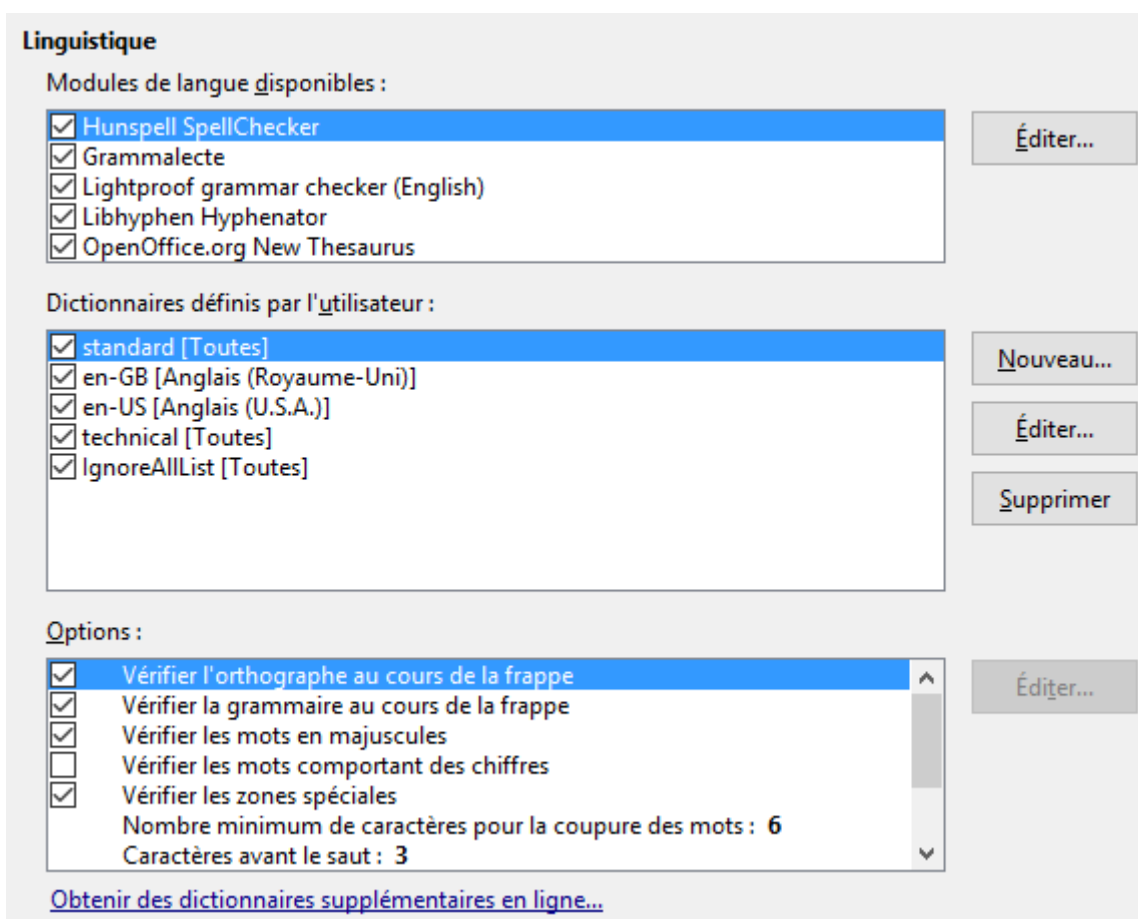 Linguistique
Modules de langue disponibles :
Hunspell SpellChecker
Éditer...
Grammalecte
Lightproof grammar checker (English)
Libhyphen Hyphenator
OpenOffice.org New Thesaurus
Dictionnaires définis par l'utilisateur :
standard [Toutes]
Nouveau...
en-GB [Anglais (Royaume-Uni)]
en-US [Anglais (U.S.A.)]
Éditer...
technical [Toutes]
IgnoreAllList [Toutes]
Supprimer
Options :
Vérifier l'orthographe au cours de la frappe
Éditer...
Vérifier la grammaire au cours de la frappe
Vérifier les mots en majuscules
Vérifier les mots comportant des chiffres
Vérifier les zones spéciales
Nombre minimum de caractères pour la coupure des mots : 6
Caractères avant le saut : 3
Obtenir des dictionnaires supplémentaires en ligne...